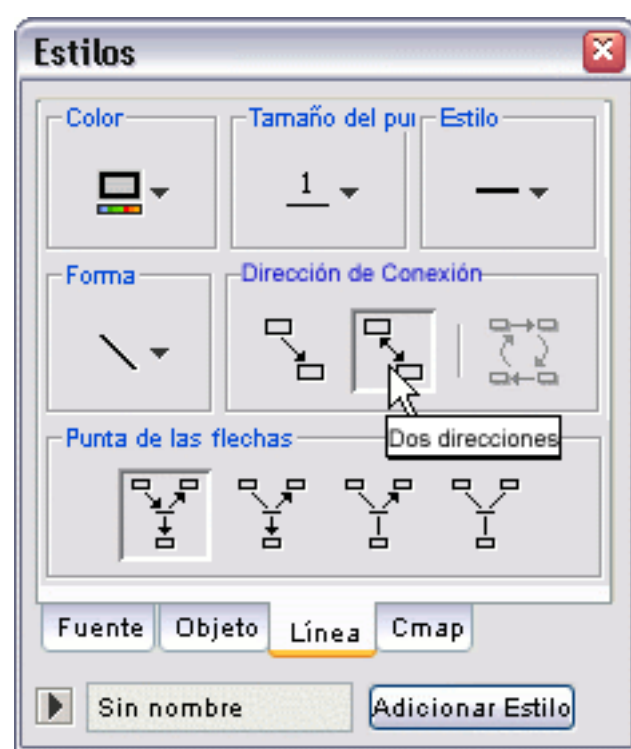 Estilos
Color
Tamaño del pui
Estilo
1
Forma
Dirección de Conexión
Punta de las flechas
Dos direcciones
Fuente
Objeto
Línea
Cmap
Sin nombre
Adicionar Estilo